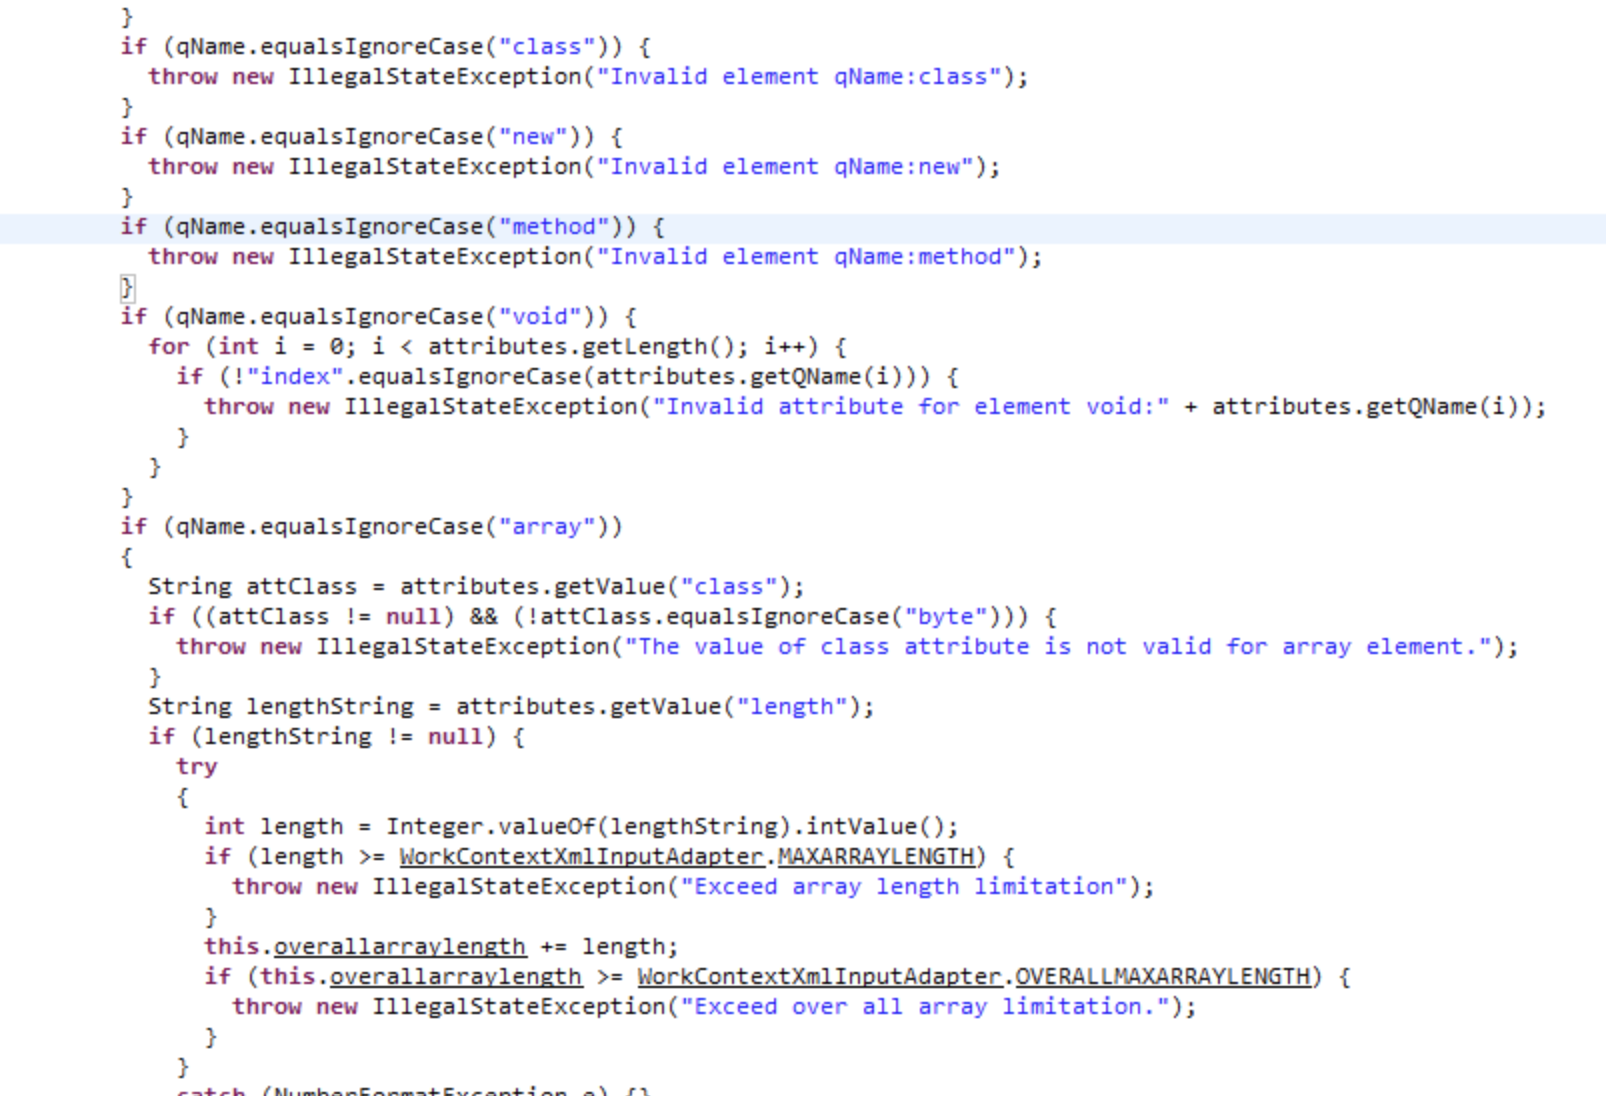 }
if (qName.equalsIgnoreCase("class")) {
throw new IllegalStateException("Invalid element qName:class");
}
if (qName.equalsIgnoreCase("new")) {
throw new IllegalStateException("Invalid element qName:new");
}
if (qName.equalsIgnoreCase("method")) {
throw new IllegalStateException("Invalid element qName:method");
}
if (qName.equalsIgnoreCase("void")) {
for (int i = 0; i < attributes.getLength(); i++) {
if (!"index".equalsIgnoreCase(attributes.getQName(i))) {
throw new IllegalStateException("Invalid attribute for element void:" + attributes.getQName(i));
}
}
}
if (qName.equalsIgnoreCase("array"))
{
String attClass = attributes.getValue("class");
if ((attClass != null) && (!attClass.equalsIgnoreCase("byte"))) {
throw new IllegalStateException("The value of class attribute is not valid for array element.");
}
String lengthString = attributes.getValue("length");
if (lengthString != null) {
try
{
int length = Integer.valueOf(lengthString).intValue();
if (length >= WorkContextXmlInputAdapter.MAXARRAYLENGTH) {
throw new IllegalStateException("Exceed array length limitation");
}
this.overallarraylength += length;
if (this.overallarraylength >= WorkContextXmlInputAdapter.OVERALLMAXARRAYLENGTH) {
throw new IllegalStateException("Exceed over all array limitation.");
}
}
catch (NumberFormatException e) {}